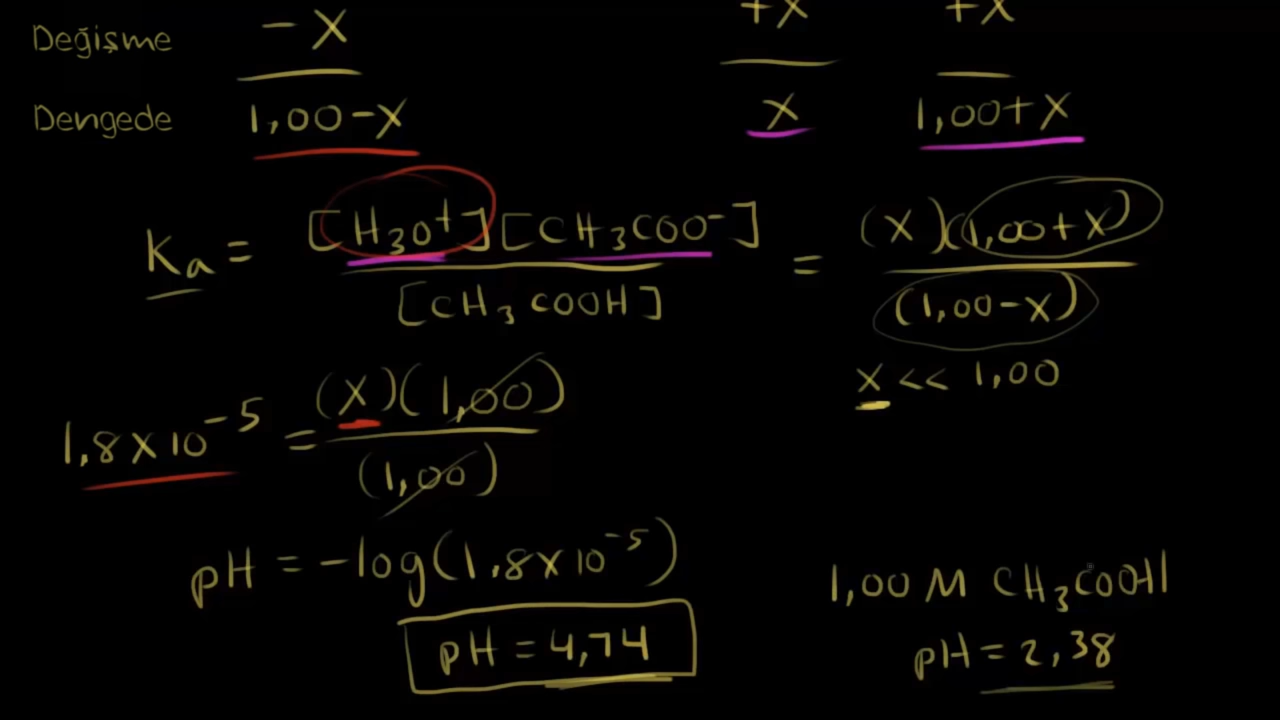 Değişme -X +X +X
Dengede 1,00-X X 1,00+X
Ka = [H₃O⁺][CH₃COO⁻] / [CH₃COOH] = (X)(1,00+X) / (1,00-X)
X << 1,00
1,8 X 10⁻⁵ = (X)(1,00) / (1,00)
pH = -log(1,8 X 10⁻⁵)
pH = 4,74
1,00 M CH₃COOH
pH = 2,38